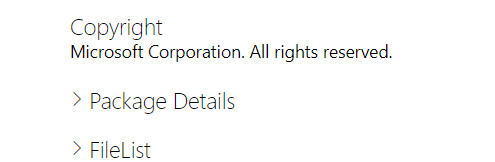 Copyright
Microsoft Corporation. All rights reserved.
Package Details
FileList